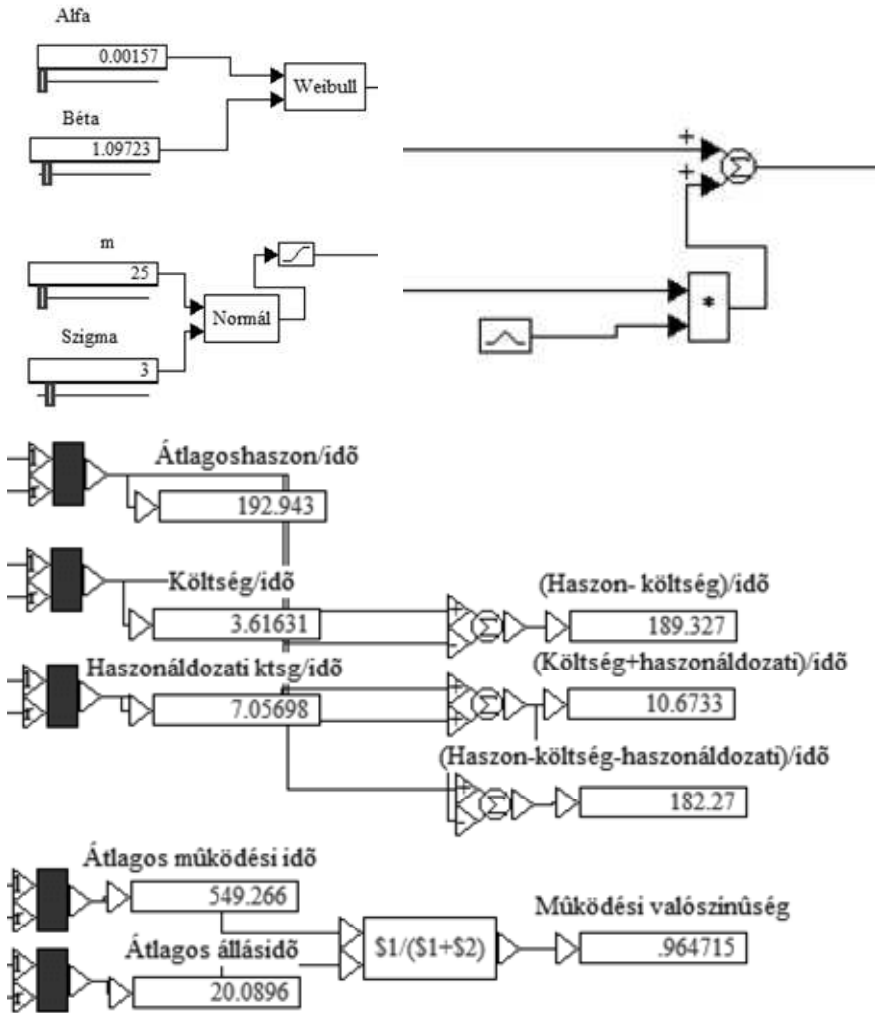 Alfa
0.00157
Weibull
Béta
1.09723
+
+
Σ
m
25
Normál
*
Szigma
3
l
r
Átlagoshaszon/idõ
192.943
l
r
Költség/idõ
3.61631
(Haszon- költség)/idõ
+
-
Σ
189.327
l
r
Haszonáldozati ktsg/idõ
7.05698
(Költség+haszonáldozati)/idõ
+
+
Σ
10.6733
(Haszon-költség-haszonáldozati)/idõ
+
-
Σ
182.27
l
r
Átlagos mûködési idõ
549.266
$1/($1+$2)
Mûködési valószínûség
.964715
l
r
Átlagos állásidõ
20.0896